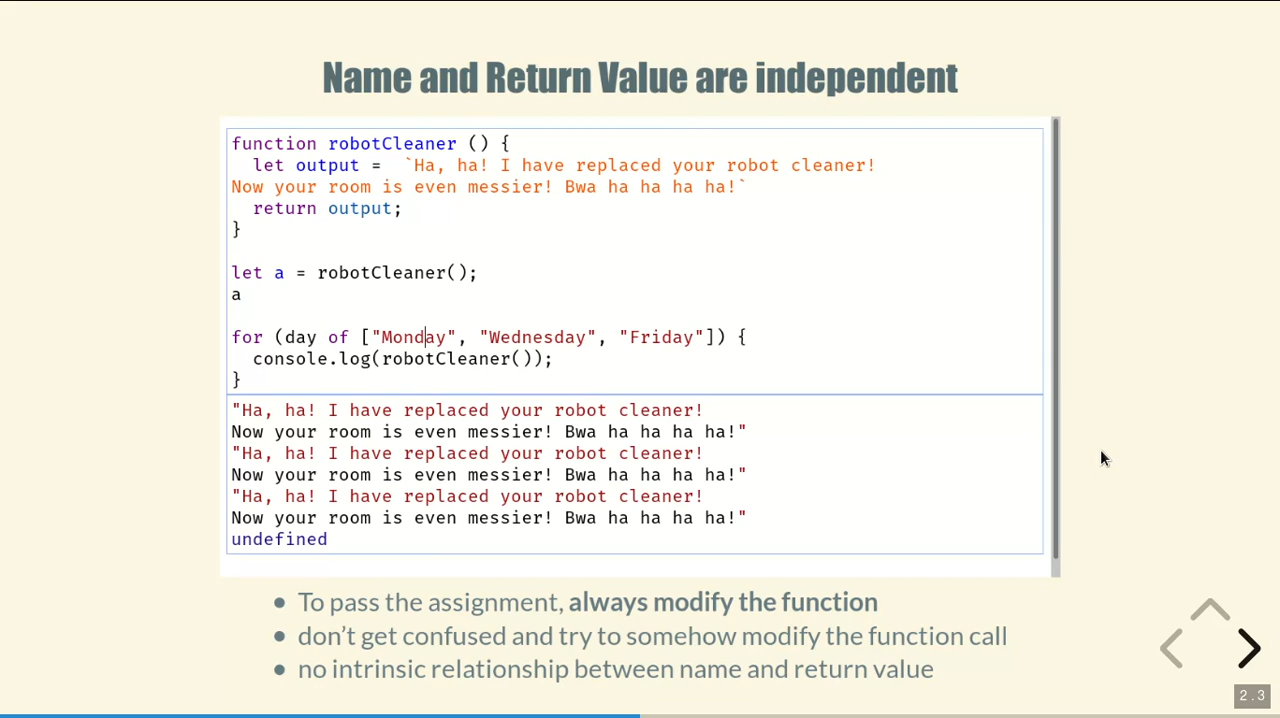 Name and Return Value are independent
function robotCleaner () {
  let output =  `Ha, ha! I have replaced your robot cleaner!
Now your room is even messier! Bwa ha ha ha ha!`
  return output;
}
let a = robotCleaner();
a
for (day of ["Monday", "Wednesday", "Friday"]) {
  console.log(robotCleaner());
}
"Ha, ha! I have replaced your robot cleaner!
Now your room is even messier! Bwa ha ha ha ha!"
"Ha, ha! I have replaced your robot cleaner!
Now your room is even messier! Bwa ha ha ha ha!"
"Ha, ha! I have replaced your robot cleaner!
Now your room is even messier! Bwa ha ha ha ha!"
undefined
• To pass the assignment, always modify the function
• don't get confused and try to somehow modify the function call
• no intrinsic relationship between name and return value
2.3